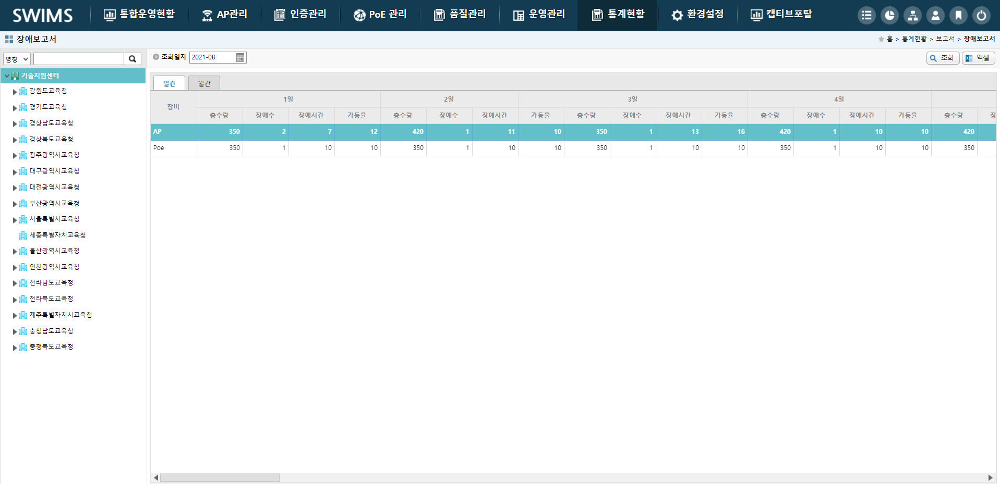 SWIMS 통합운영현황 AP관리 인증관리 PoE 관리 품질관리 운영관리 통계현황 환경설정 캡티브포탈
장애보고서 홈 > 통계현황 > 보고서 > 장애보고서
명칭 조회일자 2021-08 조회 엑셀
기술지원센터
강원도교육청
경기도교육청
경상남도교육청
경상북도교육청
광주광역시교육청
대구광역시교육청
대전광역시교육청
부산광역시교육청
서울특별시교육청
세종특별자치교육청
울산광역시교육청
인천광역시교육청
전라남도교육청
전라북도교육청
제주특별자치시교육청
충청남도교육청
충청북도교육청
일간 월간
장비 1일 2일 3일 4일
총수량 장애수 장애시간 가동율 총수량 장애수 장애시간 가동율 총수량 장애수 장애시간 가동율 총수량 장애수 장애시간 가동율 총수량 장
AP 350 2 7 12 420 1 11 10 350 1 13 16 420 1 10 10 420
Poe 350 1 10 10 350 1 10 10 350 1 10 10 350 1 10 10 350